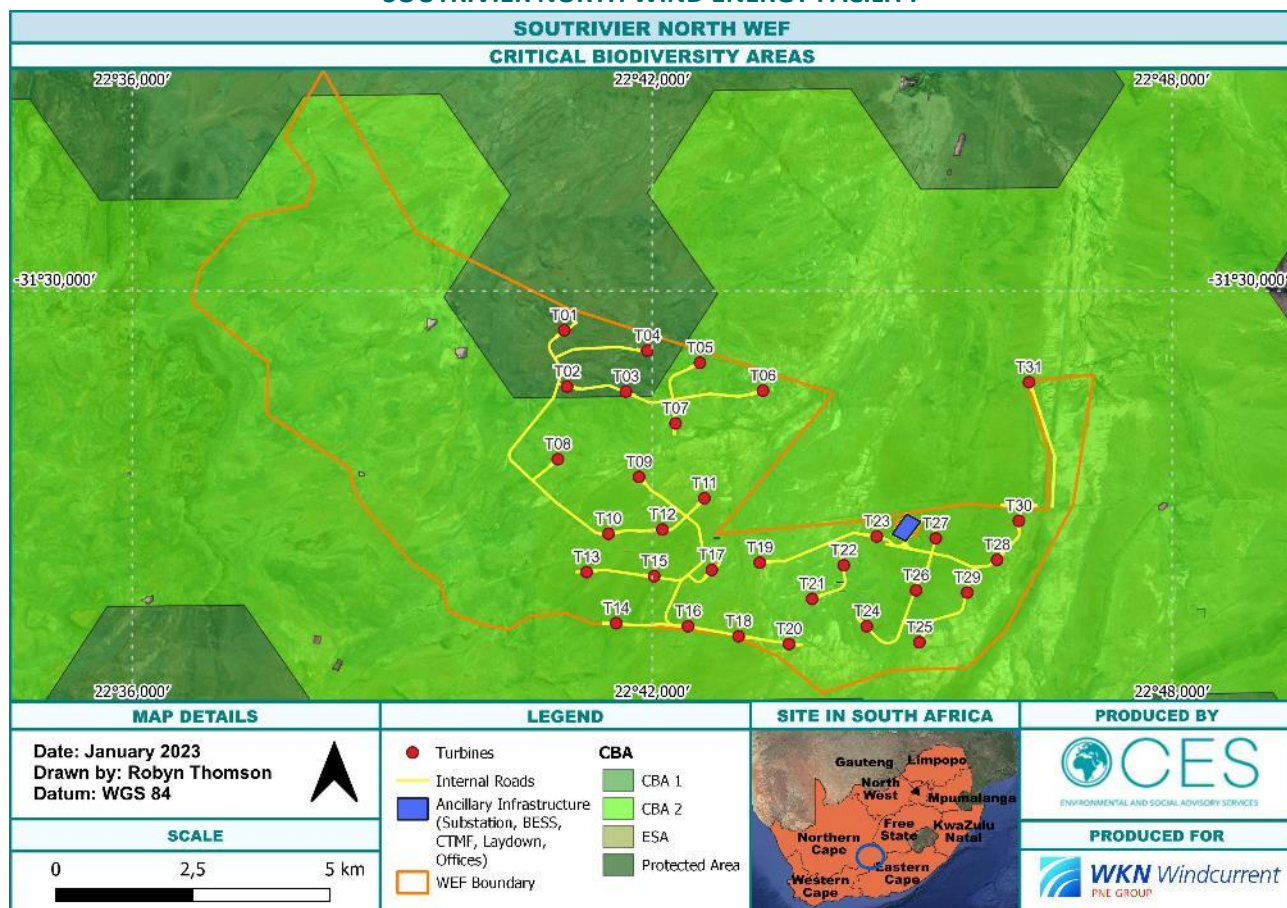 SOUTRIVIER NORTH WIND ENERGY FACILITY
SOUTRIVIER NORTH WEF
CRITICAL BIODIVERSITY AREAS
22°36,000′ 22°42,000′ 22°48,000′
-31°30,000′ -31°30,000′
T01
T04
T05
T02
T03
T06
T31
T07
T08
T09
T11
T10
T12
T23
T27
T30
T13
T15
T17
T19
T22
T28
T21
T26
T29
T14
T16
T18
T20
T24
T25
22°36,000′ 22°42,000′ 22°48,000′
MAP DETAILS
Date: January 2023
Drawn by: Robyn Thomson
Datum: WGS 84
SCALE
0 2,5 5 km
LEGEND
Turbines
Internal Roads
Ancillary Infrastructure
(Substation, BESS,
CTMF, Laydown,
Offices)
WEF Boundary
CBA
CBA 1
CBA 2
ESA
Protected Area
SITE IN SOUTH AFRICA
Gauteng
Limpopo
North
West
Mpumalanga
Free
State
KwaZulu
Natal
Northern
Cape
Eastern
Cape
Western
Cape
PRODUCED BY
CES
ENVIRONMENTAL AND SOCIAL ADVISORY SERVICES
PRODUCED FOR
WKN Windcurrent
PNE GROUP